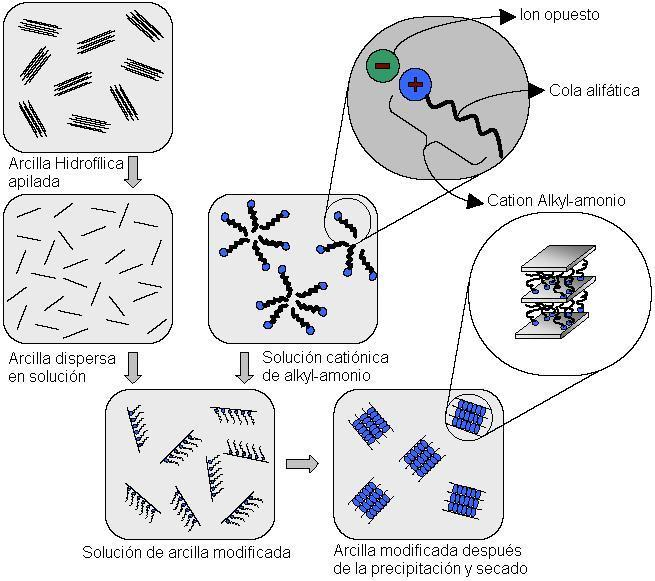 Ion opuesto
Cola alifática
Cation Alkyl-amonio
Arcilla Hidrofílica
apilada
Arcilla dispersa
en solución
Solución catiónica
de alkyl-amonio
Solución de arcilla modificada
Arcilla modificada después
de la precipitación y secado